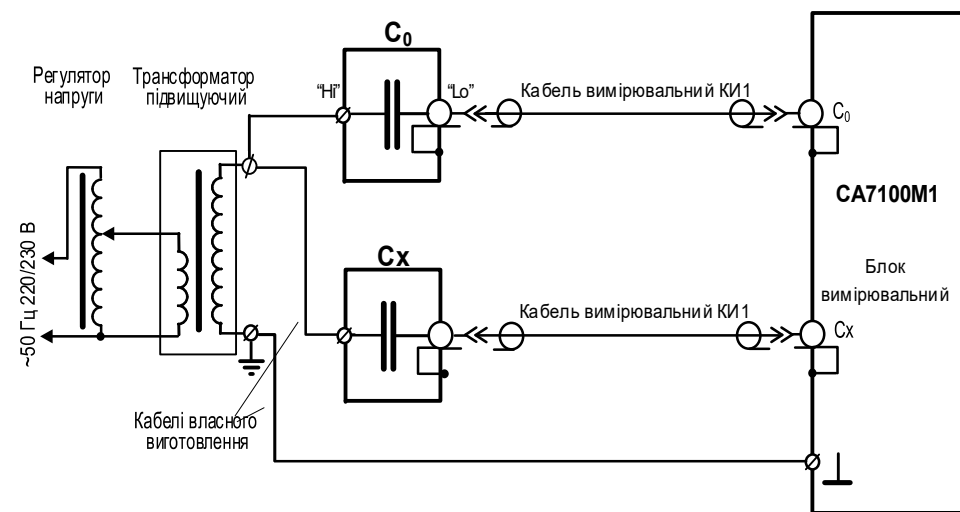 C₀
Регулятор
напруги
Трансформатор
підвищуючий
“Hi”
“Lo”
Кабель вимірювальний КИ1
C₀
~50 Гц 220/230 В
Cx
Кабель вимірювальний КИ1
Cx
Кабелі власного
виготовлення
СА7100М1
Блок
вимірювальний